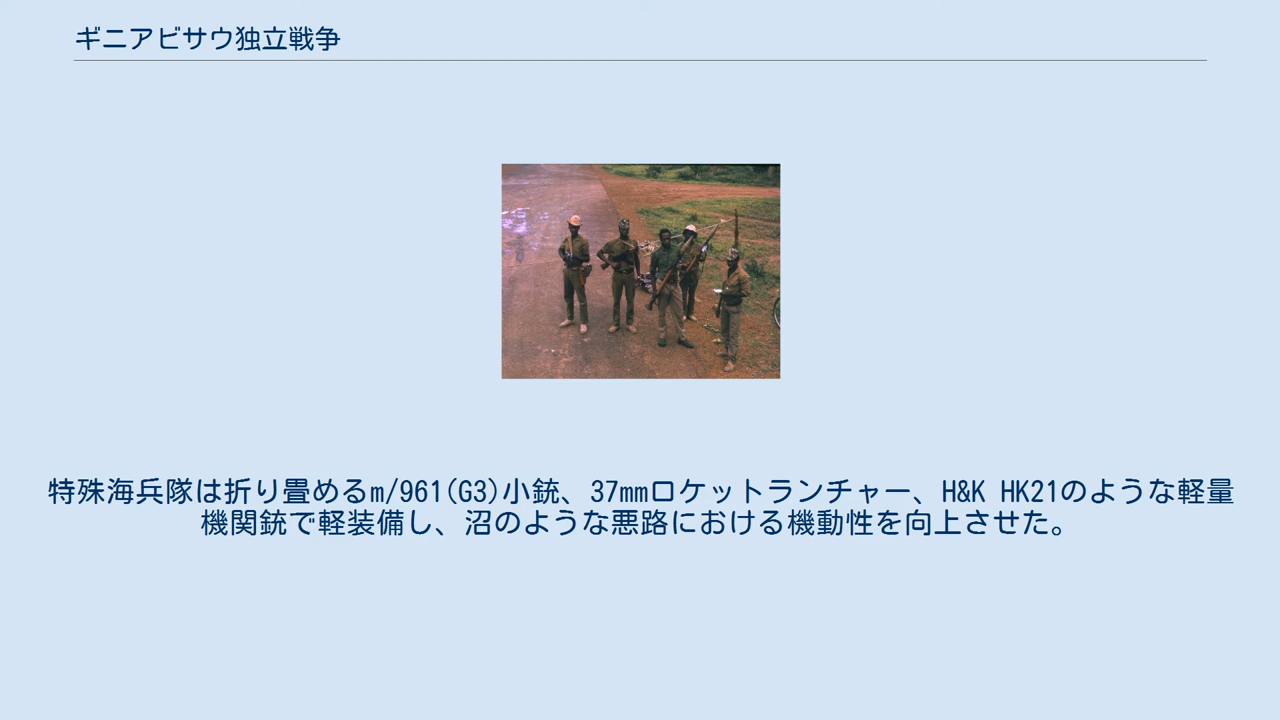 ギニアビサウ独立戦争
特殊海兵隊は折り畳めるm/961(G3)小銃、37mmロケットランチャー、H&K HK21のような軽量
機関銃で軽装備し、沼のような悪路における機動性を向上させた。